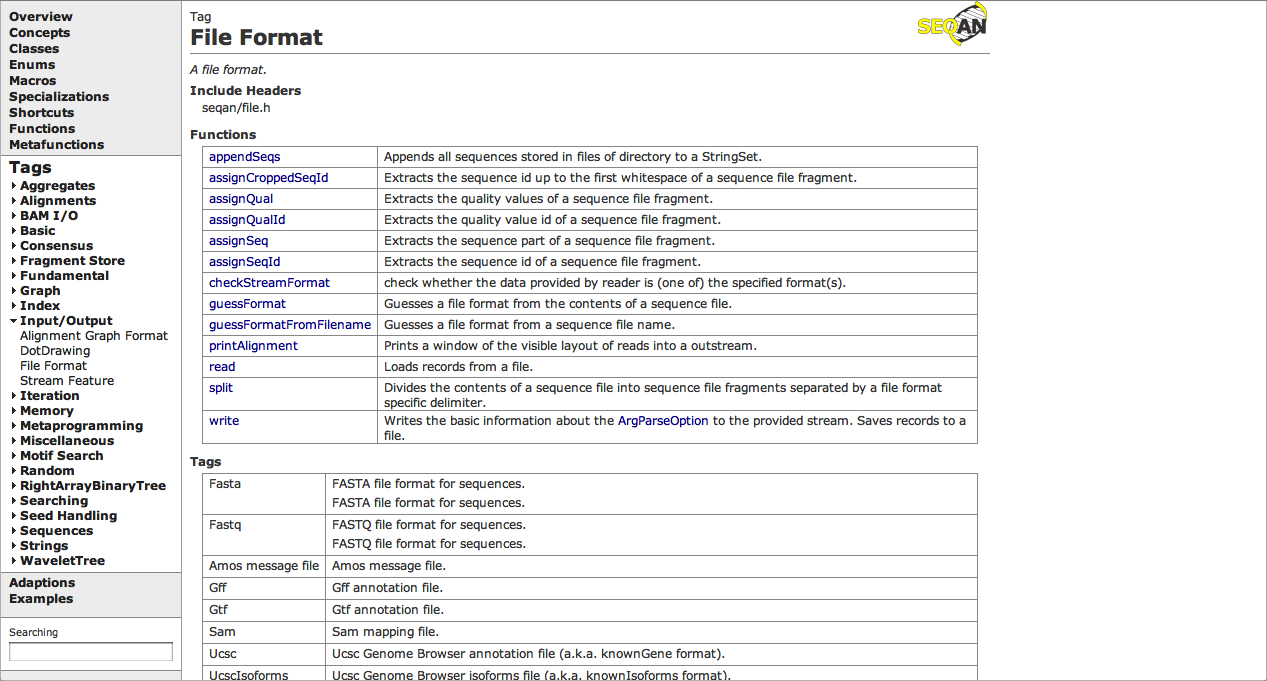 Overview
Concepts
Classes
Enums
Macros
Specializations
Shortcuts
Functions
Metafunctions
Tags
Aggregates
Alignments
BAM I/O
Basic
Consensus
Fragment Store
Fundamental
Graph
Index
Input/Output
Alignment Graph Format
DotDrawing
File Format
Stream Feature
Iteration
Memory
Metaprogramming
Miscellaneous
Motif Search
Random
RightArrayBinaryTree
Searching
Seed Handling
Sequences
Strings
WaveletTree
Adaptions
Examples
Searching
Tag
File Format
SEQAN
A file format.
Include Headers
seqan/file.h
Functions
appendSeqs Appends all sequences stored in files of directory to a StringSet.
assignCroppedSeqId Extracts the sequence id up to the first whitespace of a sequence file fragment.
assignQual Extracts the quality values of a sequence file fragment.
assignQualId Extracts the quality value id of a sequence file fragment.
assignSeq Extracts the sequence part of a sequence file fragment.
assignSeqId Extracts the sequence id of a sequence file fragment.
checkStreamFormat check whether the data provided by reader is (one of) the specified format(s).
guessFormat Guesses a file format from the contents of a sequence file.
guessFormatFromFilename Guesses a file format from a sequence file name.
printAlignment Prints a window of the visible layout of reads into a outstream.
read Loads records from a file.
split Divides the contents of a sequence file into sequence file fragments separated by a file format
specific delimiter.
write Writes the basic information about the ArgParseOption to the provided stream. Saves records to a
file.
Tags
Fasta FASTA file format for sequences.
FASTA file format for sequences.
Fastq FASTQ file format for sequences.
FASTQ file format for sequences.
Amos message file Amos message file.
Gff Gff annotation file.
Gtf Gtf annotation file.
Sam Sam mapping file.
Ucsc Ucsc Genome Browser annotation file (a.k.a. knownGene format).
UcscIsoforms Ucsc Genome Browser isoforms file (a.k.a. knownIsoforms format).